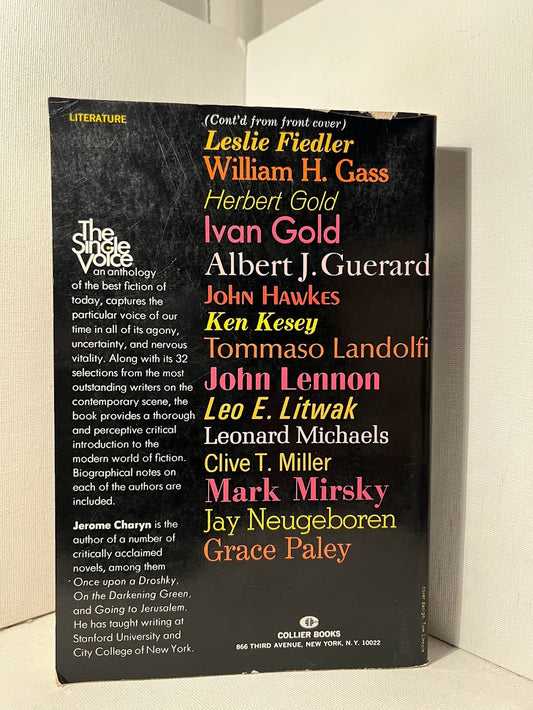 LITERATURE
The
Single
Voice
an anthology
of the best fiction of
today, captures the
particular voice of our
time in all of its agony,
uncertainty, and nervous
vitality. Along with its 32
selections from the most
outstanding writers on the
contemporary scene, the
book provides a thorough
and perceptive critical
introduction to the
modern world of fiction.
Biographical notes on
each of the authors are
included.
Jerome Charyn is the
author of a number of
critically acclaimed
novels, among them
Once upon a Droshky,
On the Darkening Green,
and Going to Jerusalem.
He has taught writing at
Stanford University and
City College of New York.
(Cont'd from front cover)
Leslie Fiedler
William H. Gass
Herbert Gold
Ivan Gold
Albert J. Guerard
John Hawkes
Ken Kesey
Tommaso Landolfi
John Lennon
Leo E. Litwak
Leonard Michaels
Clive T. Miller
Mark Mirsky
Jay Neugeboren
Grace Paley
COLLIER BOOKS
866 THIRD AVENUE, NEW YORK, N. Y. 10022
cover design: Tom Lennon